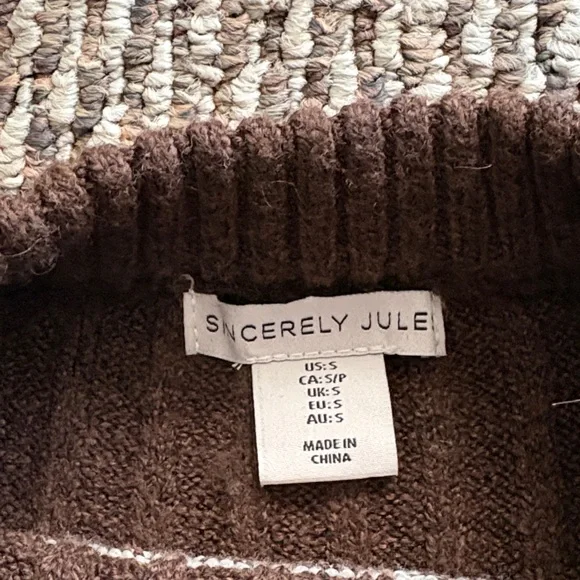 SINCERELY JULE
US:S
CA:S/P
UK:S
EU:S
AU:S
MADE IN
CHINA